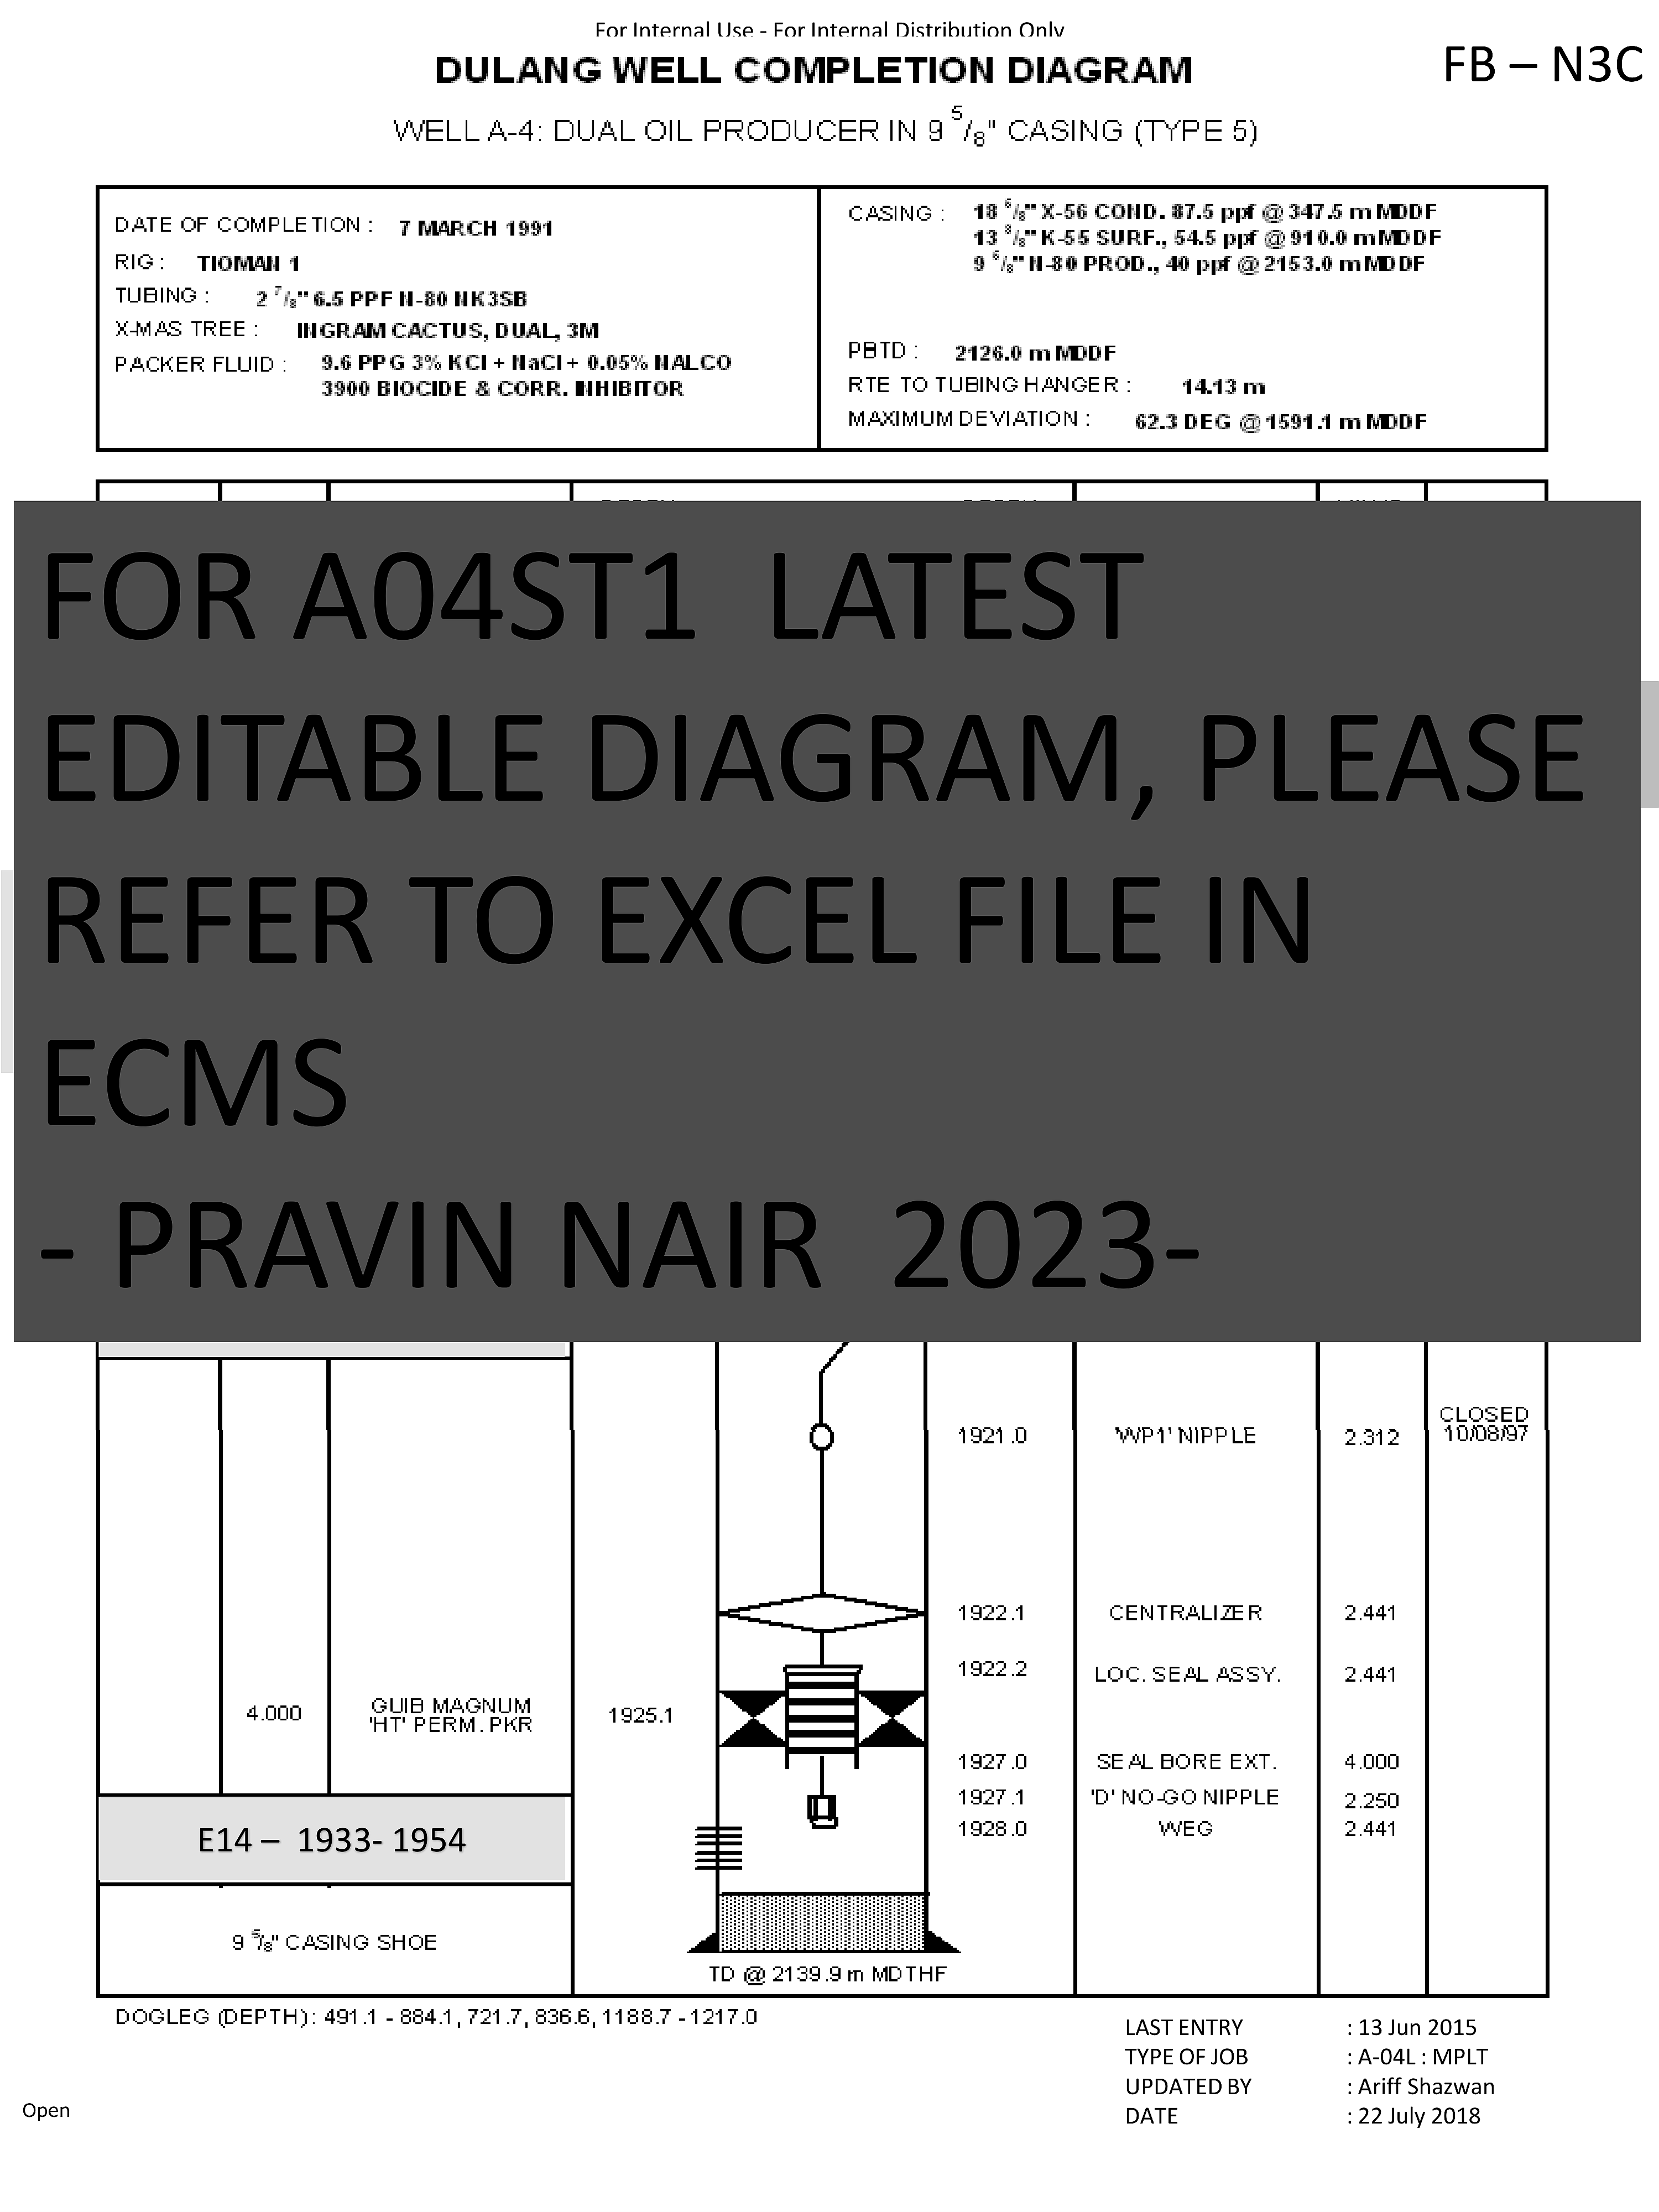 For Internal Use - For Internal Distribution Only
DULANG WELL COMPLETION DIAGRAM
FB – N3C
WELL A-4: DUAL OIL PRODUCER IN 9 5/8" CASING (TYPE 5)
DATE OF COMPLETION : 7 MARCH 1991
RIG : TIOMAN 1
TUBING : 2 7/8" 6.5 PPF N-80 NK3SB
X-MAS TREE : INGRAM CACTUS, DUAL, 3M
PACKER FLUID : 9.6 PPG 3% KCl + NaCl + 0.05% NALCO
3900 BIOCIDE & CORR. INHIBITOR
CASING : 18 5/8" X-56 COND. 87.5 ppf @ 347.5 m MDDF
13 3/8" K-55 SURF., 54.5 ppf @ 910.0 m MDDF
9 5/8" N-80 PROD., 40 ppf @ 2153.0 m MDDF
PBTD : 2126.0 m MDDF
RTE TO TUBING HANGER : 14.13 m
MAXIMUM DEVIATION : 62.3 DEG @ 1591.1 m MDDF
FOR A04ST1 LATEST
EDITABLE DIAGRAM, PLEASE
REFER TO EXCEL FILE IN
ECMS
- PRAVIN NAIR 2023-
CLOSED
1921.0 'WP1' NIPPLE 2.312 10/08/97
1922.1 CENTRALIZER 2.441
1922.2 LOC. SEAL ASSY. 2.441
4.000 GUIB MAGNUM 1925.1
'HT' PERM. PKR
1927.0 SEAL BORE EXT. 4.000
1927.1 'D' NO-GO NIPPLE 2.250
1928.0 WEG 2.441
E14 – 1933- 1954
9 5/8" CASING SHOE
TD @ 2139.9 m MDTHF
DOGLEG (DEPTH): 491.1 - 884.1, 721.7, 836.6, 1188.7 - 1217.0
LAST ENTRY : 13 Jun 2015
TYPE OF JOB : A-04L : MPLT
UPDATED BY : Ariff Shazwan
DATE : 22 July 2018
Open